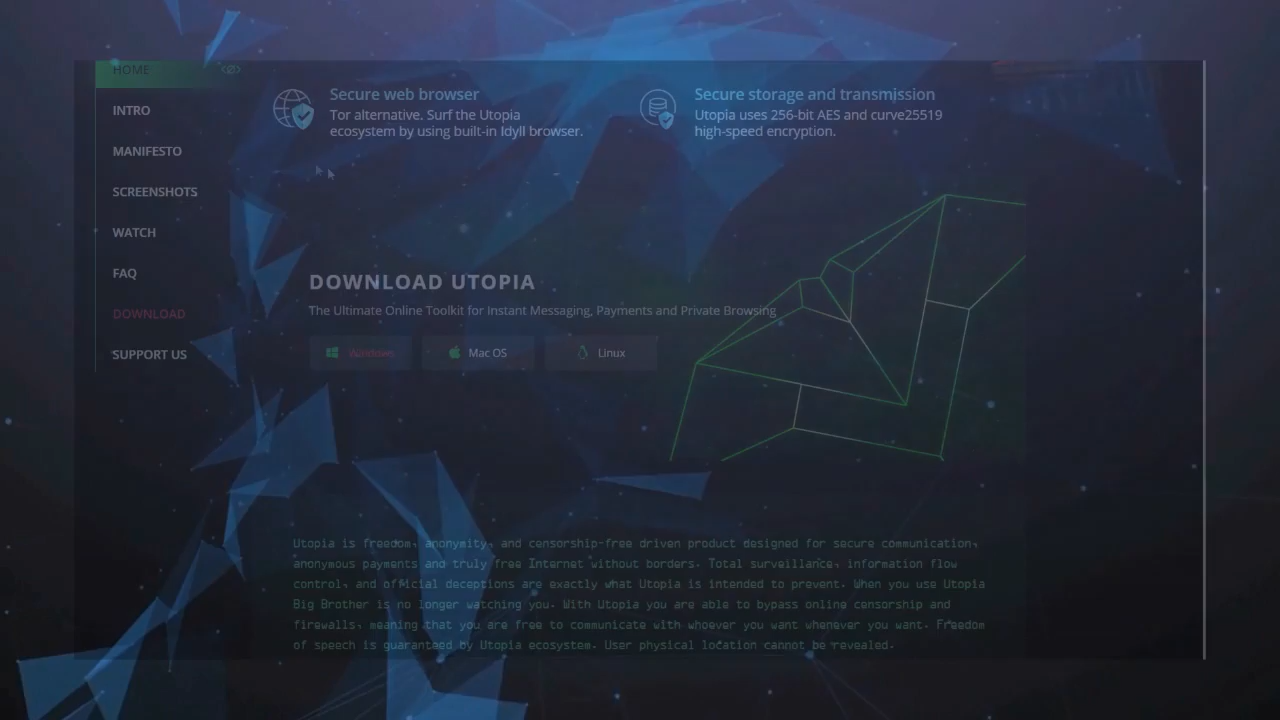 HOME
INTRO
MANIFESTO
SCREENSHOTS
WATCH
FAQ
DOWNLOAD
SUPPORT US
Secure web browser
Tor alternative. Surf the Utopia
ecosystem by using built-in Idyll browser.
Secure storage and transmission
Utopia uses 256-bit AES and curve25519
high-speed encryption.
DOWNLOAD UTOPIA
The Ultimate Online Toolkit for Instant Messaging, Payments and Private Browsing
Windows
Mac OS
Linux
Utopia is freedom, anonymity, and censorship-free driven product designed for secure communication,
anonymous payments and truly free Internet without borders. Total surveillance, information flow
control, and official deceptions are exactly what Utopia is intended to prevent. When you use Utopia
Big Brother is no longer watching you. With Utopia you are able to bypass online censorship and
firewalls, meaning that you are free to communicate with whoever you want whenever you want. Freedom
of speech is guaranteed by Utopia ecosystem. User physical location cannot be revealed.